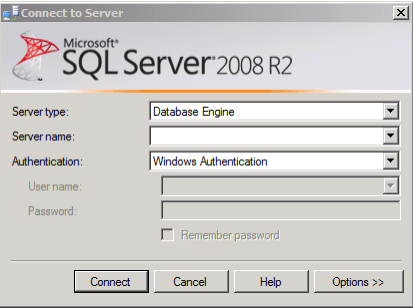 Connect to Server
Microsoft®
SQL Server® 2008 R2
Server type: Database Engine
Server name:
Authentication: Windows Authentication
User name:
Password:
Remember password
Connect Cancel Help Options >>